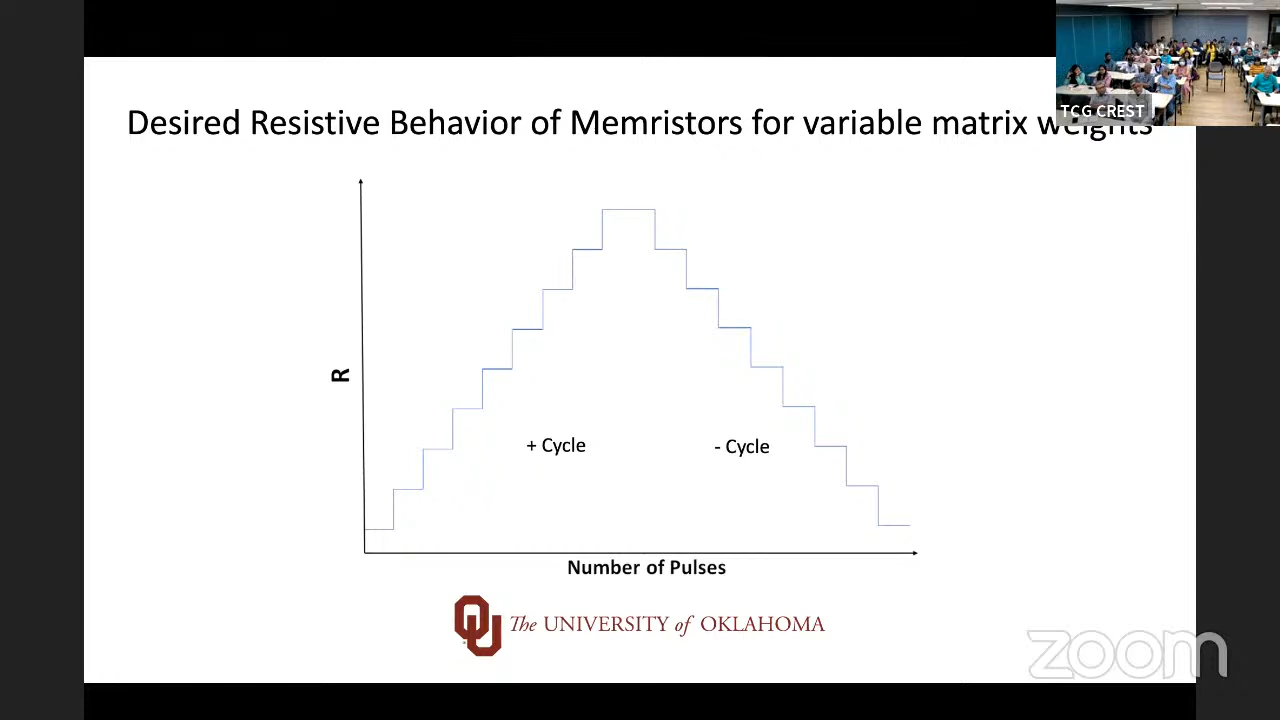 Desired Resistive Behavior of Memristors for variable matrix weights
TCG CREST
R
+ Cycle
- Cycle
Number of Pulses
OU The UNIVERSITY of OKLAHOMA
zoom